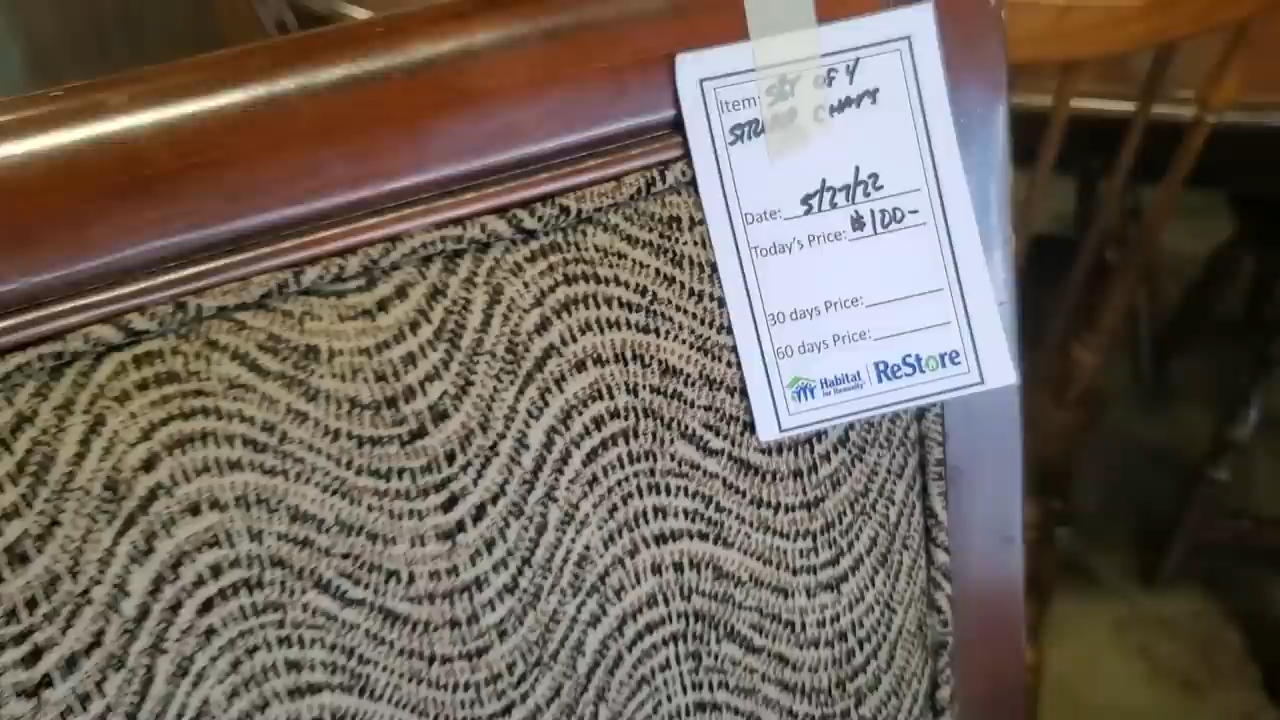 Item: SET OF 4
CHAIRS
Date: 5/27/22
Today's Price: $100-
30 days Price:
60 days Price:
Habitat for Humanity | ReStore